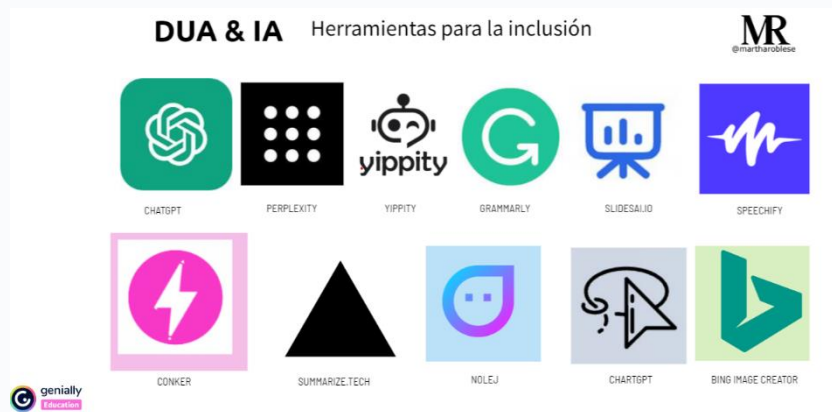 DUA & IA Herramientas para la inclusión
MR
@martharoblese
yippity
CHATGPT
PERPLEXITY
YIPPITY
GRAMMARLY
SLIDESAI.IO
SPEECHIFY
CONKER
SUMMARIZE.TECH
NOLEJ
CHARTGPT
BING IMAGE CREATOR
genially
Education